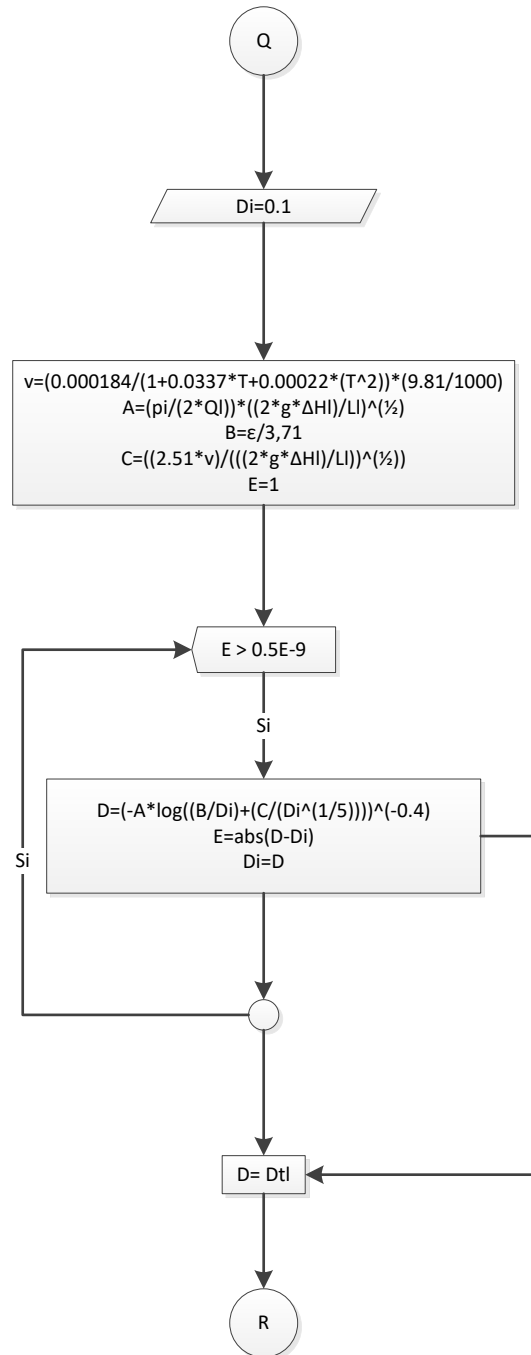 Q
Di=0.1
v=(0.000184/(1+0.0337*T+0.00022*(T^2))*(9.81/1000)
A=(pi/(2*Ql))*((2*g*ΔHl)/Ll)^(½)
B=ε/3,71
C=((2.51*v)/(((2*g*ΔHl)/Ll))^(½))
E=1
E > 0.5E-9
Si
D=(-A*log((B/Di)+(C/(Di^(1/5))))^(-0.4)
E=abs(D-Di)
Di=D
Si
D= Dtl
R